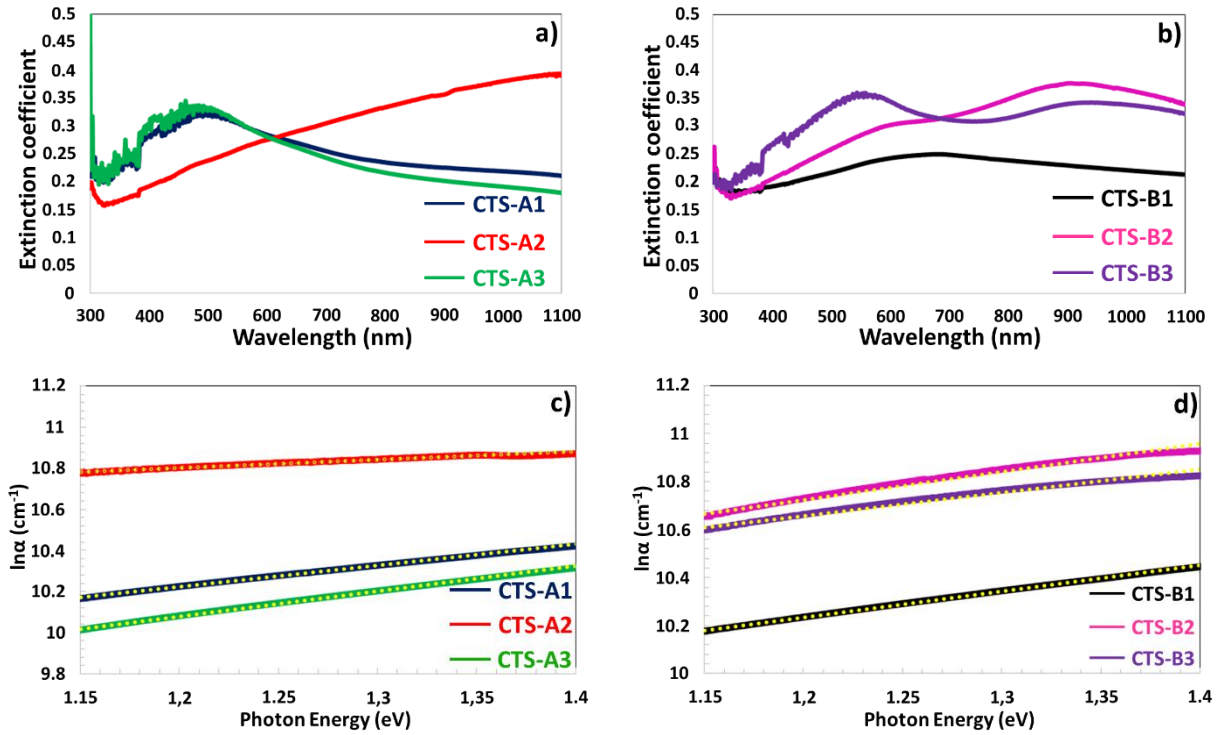 a)
Extinction coefficient
0.5
0.45
0.4
0.35
0.3
0.25
0.2
0.15
0.1
0.05
0
CTS-A1
CTS-A2
CTS-A3
300 400 500 600 700 800 900 1000 1100
Wavelength (nm)
b)
Extinction coefficient
0.5
0.45
0.4
0.35
0.3
0.25
0.2
0.15
0.1
0.05
0
CTS-B1
CTS-B2
CTS-B3
300 400 500 600 700 800 900 1000 1100
Wavelength (nm)
c)
lnα (cm-1)
11.2
11
10.8
10.6
10.4
10.2
10
9.8
CTS-A1
CTS-A2
CTS-A3
1.15 1,2 1.25 1,3 1,35 1.4
Photon Energy (eV)
d)
lnα (cm-1)
11.2
11
10.8
10.6
10.4
10.2
10
CTS-B1
CTS-B2
CTS-B3
1.15 1,2 1.25 1,3 1,35 1.4
Photon Energy (eV)